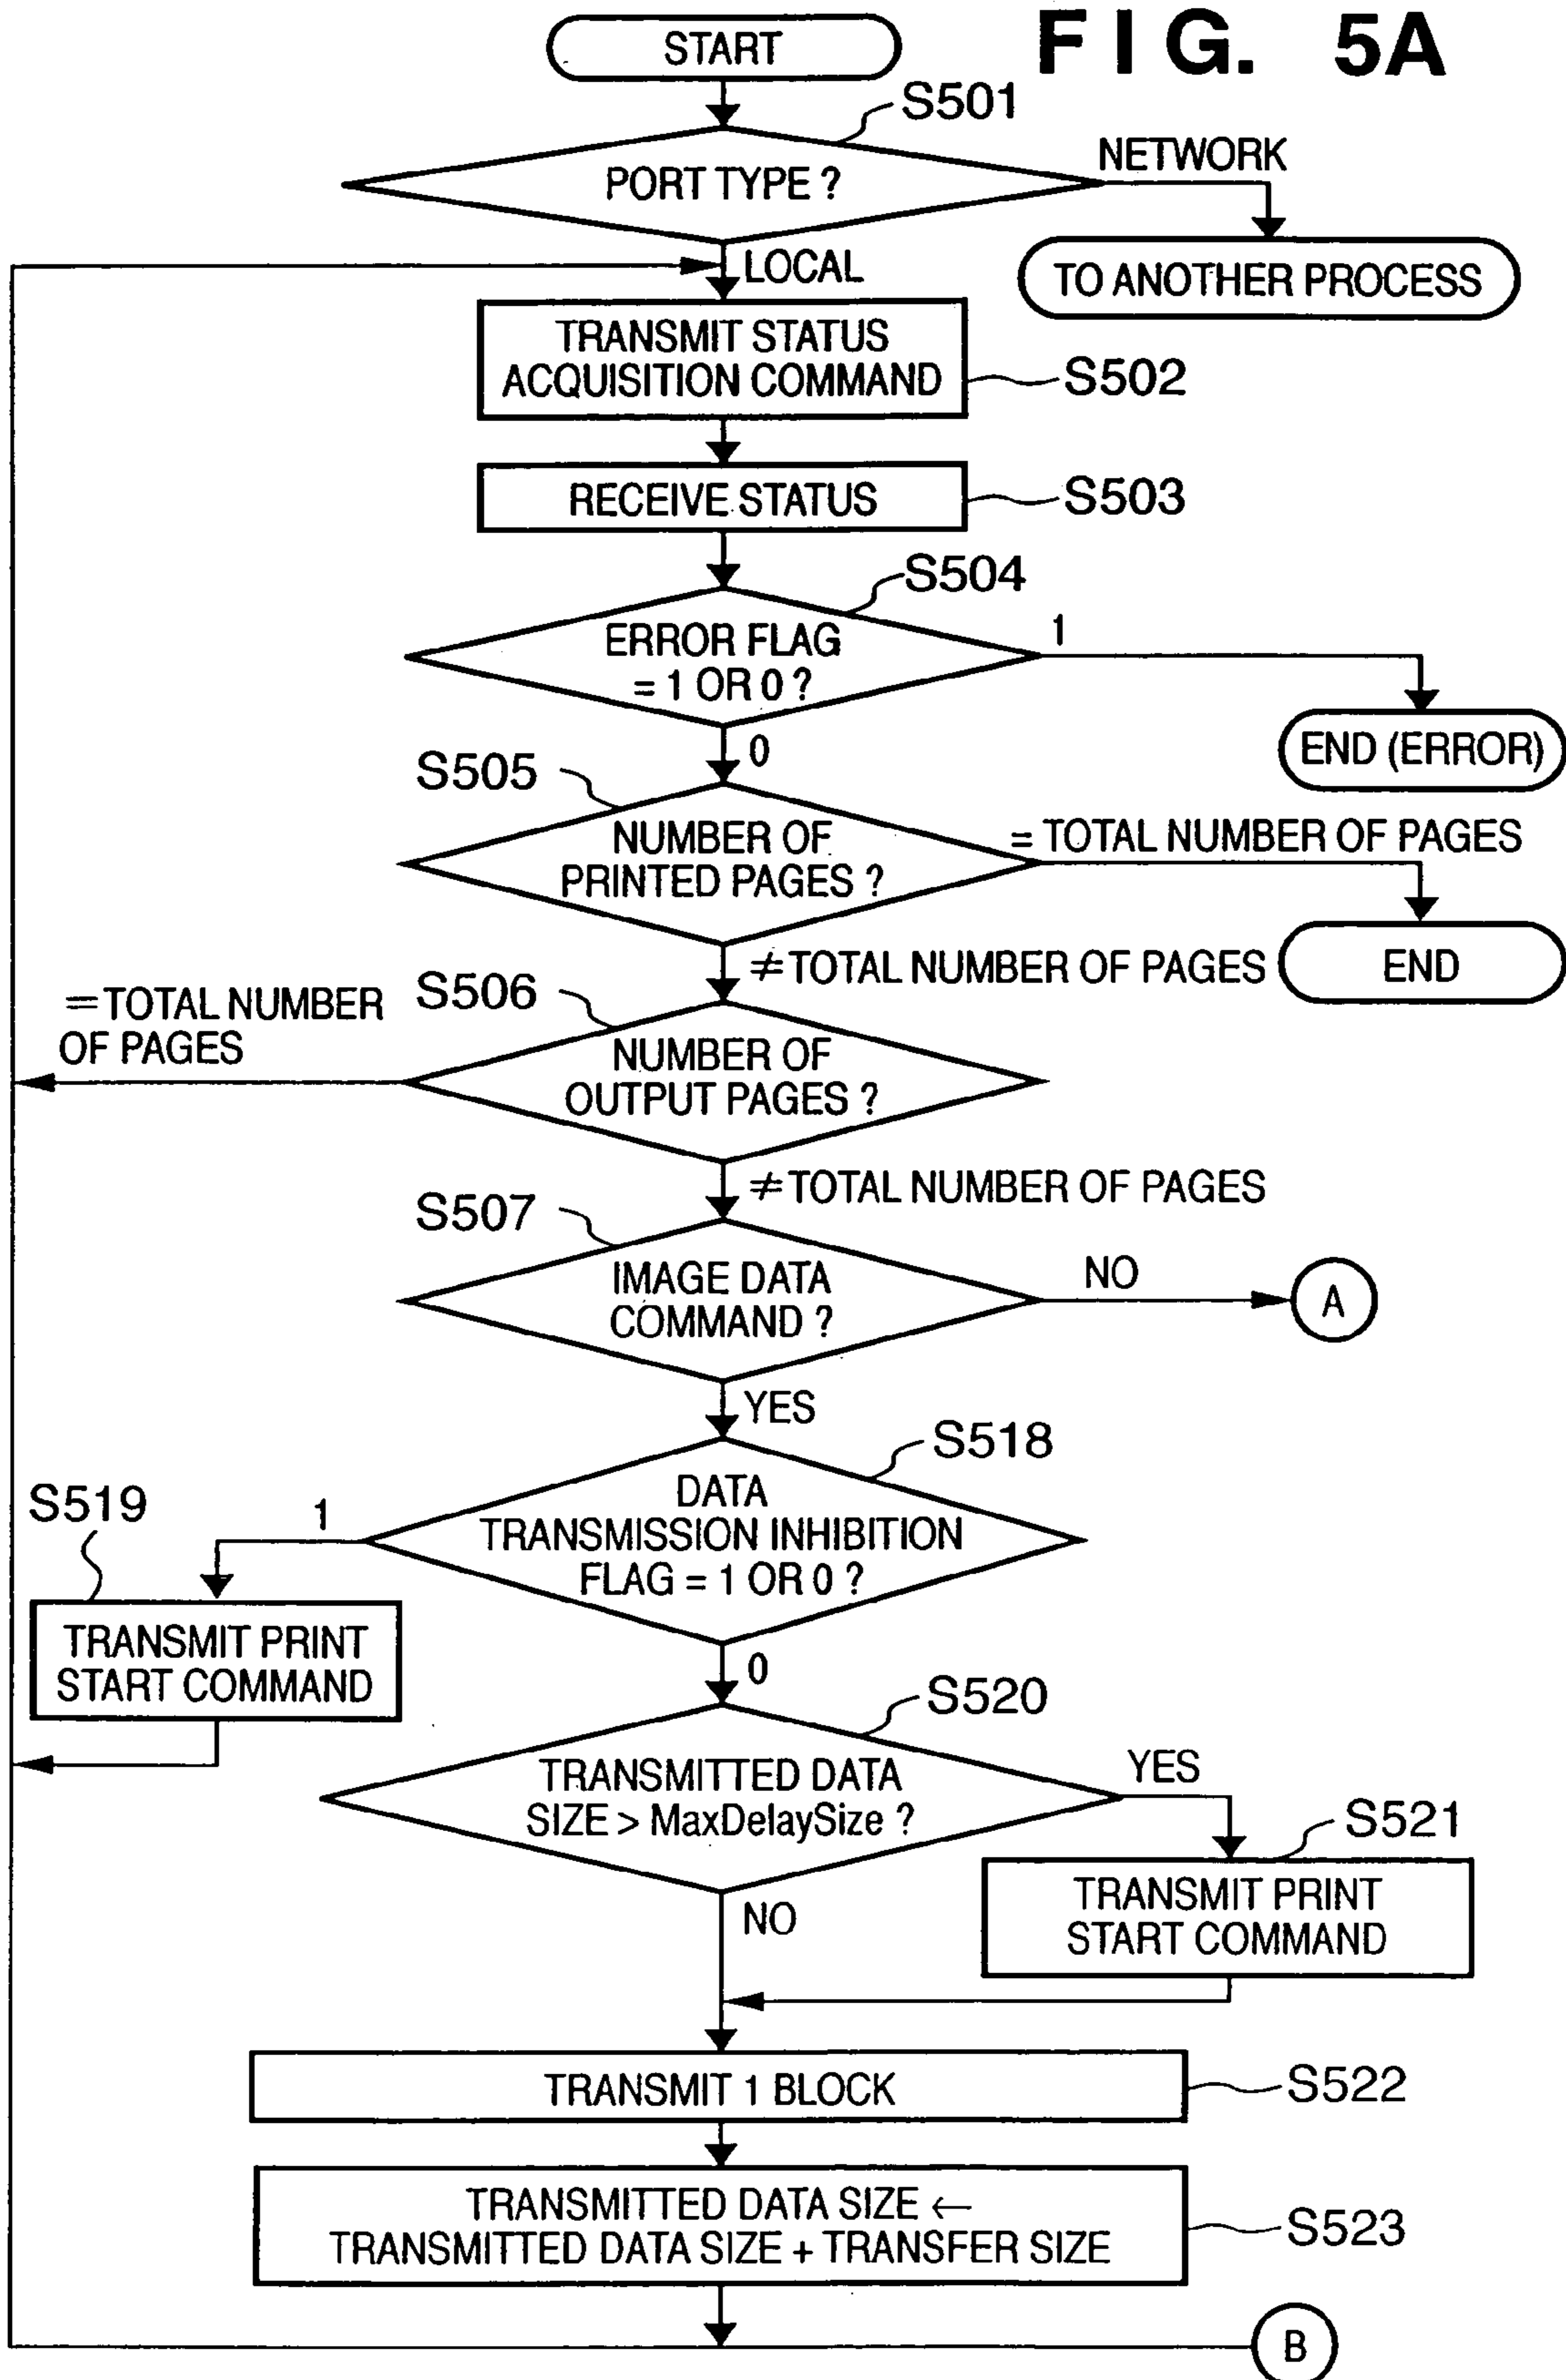 FIG. 5A
START
S501
PORT TYPE ?
NETWORK
TO ANOTHER PROCESS
LOCAL
TRANSMIT STATUS
ACQUISITION COMMAND
S502
RECEIVE STATUS
S503
S504
ERROR FLAG
= 1 OR 0 ?
1
END (ERROR)
0
S505
NUMBER OF
PRINTED PAGES ?
= TOTAL NUMBER OF PAGES
END
≠ TOTAL NUMBER OF PAGES
S506
= TOTAL NUMBER
OF PAGES
NUMBER OF
OUTPUT PAGES ?
≠ TOTAL NUMBER OF PAGES
S507
IMAGE DATA
COMMAND ?
NO
A
YES
S518
DATA
TRANSMISSION INHIBITION
FLAG = 1 OR 0 ?
1
S519
TRANSMIT PRINT
START COMMAND
0
S520
TRANSMITTED DATA
SIZE > MaxDelaySize ?
YES
S521
TRANSMIT PRINT
START COMMAND
NO
TRANSMIT 1 BLOCK
S522
TRANSMITTED DATA SIZE ←
TRANSMITTED DATA SIZE + TRANSFER SIZE
S523
B